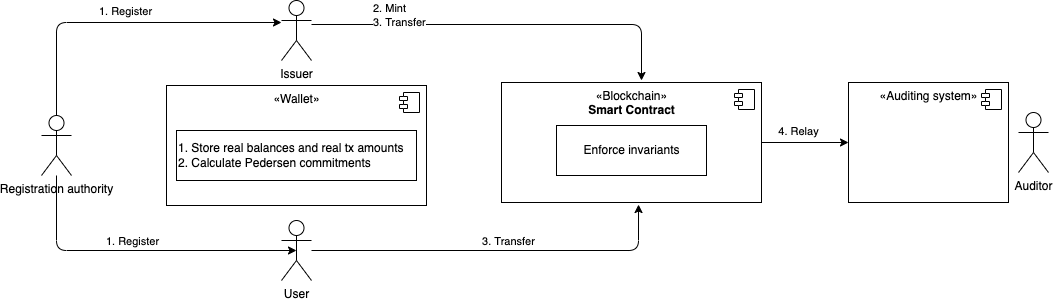 1. Register
2. Mint
3. Transfer
Issuer
«Wallet»
1. Store real balances and real tx amounts
2. Calculate Pedersen commitments
«Blockchain»
Smart Contract
Enforce invariants
4. Relay
«Auditing system»
Auditor
Registration authority
1. Register
3. Transfer
User